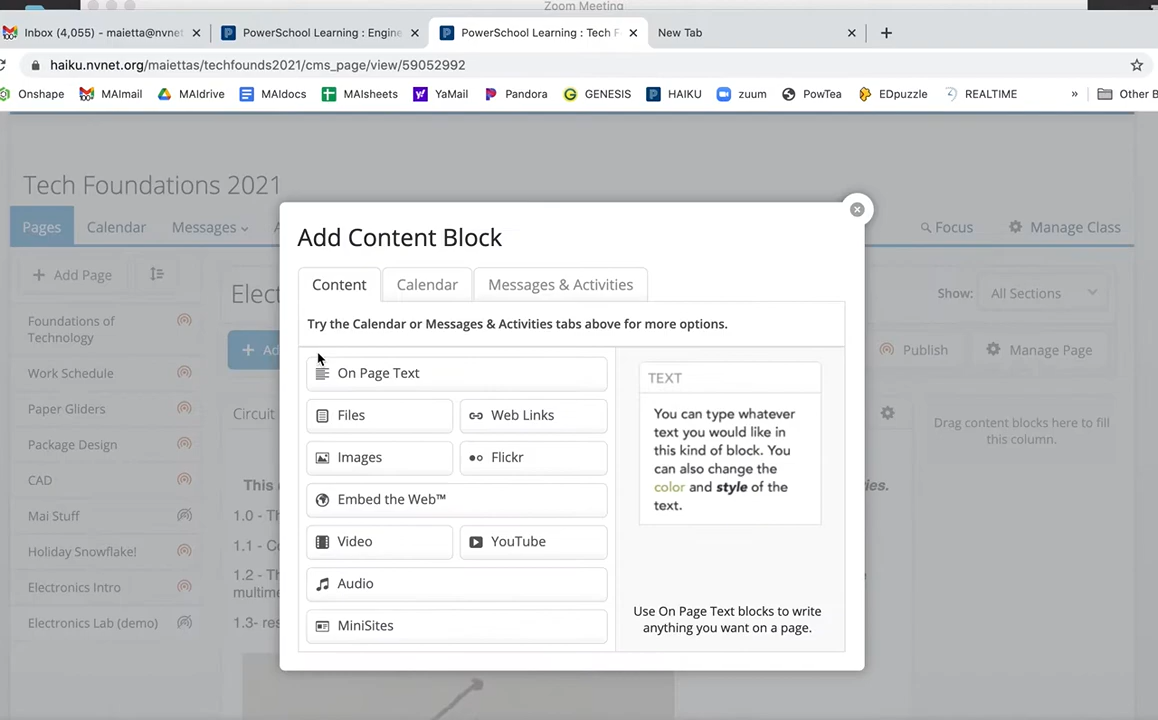 Zoom Meeting
Inbox (4,055) - maietta@nvnet
PowerSchool Learning : Engine
PowerSchool Learning : Tech F
New Tab
haiku.nvnet.org/maiettas/techfounds2021/cms_page/view/59052992
Onshape
MAImail
MAIdrive
MAIdocs
MAIsheets
YaMail
Pandora
GENESIS
HAIKU
zuum
PowTea
EDpuzzle
REALTIME
»
Other B
Tech Foundations 2021
Pages
Calendar
Messages
Focus
Manage Class
Add Page
Foundations of
Technology
Work Schedule
Paper Gliders
Package Design
CAD
Mai Stuff
Holiday Snowflake!
Electronics Intro
Electronics Lab (demo)
Elect
Show:
All Sections
+ Ad
Publish
Manage Page
Circuit
Drag content blocks here to fill
this column.
This
1.0 - Th
1.1 - Co
1.2 - Th
multime
1.3- res
Add Content Block
Content
Calendar
Messages & Activities
Try the Calendar or Messages & Activities tabs above for more options.
On Page Text
Files
Web Links
Images
Flickr
Embed the Web™
Video
YouTube
Audio
MiniSites
TEXT
You can type whatever
text you would like in
this kind of block. You
can also change the
color and style of the
text.
Use On Page Text blocks to write
anything you want on a page.